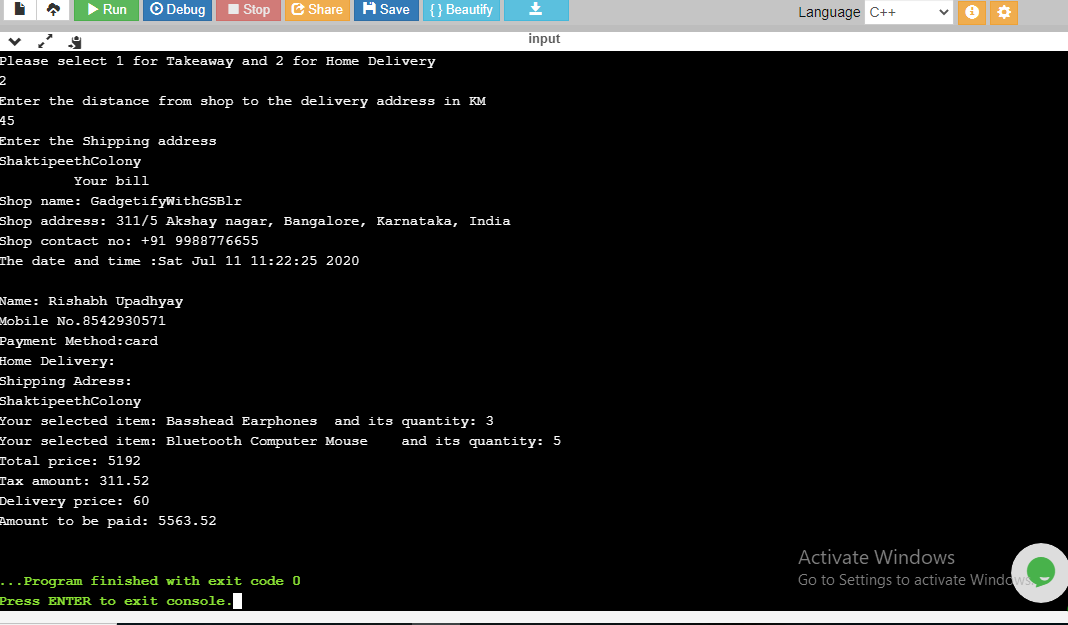 Run Debug Stop Share Save { } Beautify Language C++
input
Please select 1 for Takeaway and 2 for Home Delivery
2
Enter the distance from shop to the delivery address in KM
45
Enter the Shipping address
ShaktipeethColony
Your bill
Shop name: GadgetifyWithGSBlr
Shop address: 311/5 Akshay nagar, Bangalore, Karnataka, India
Shop contact no: +91 9988776655
The date and time :Sat Jul 11 11:22:25 2020
Name: Rishabh Upadhyay
Mobile No.8542930571
Payment Method:card
Home Delivery:
Shipping Adress:
ShaktipeethColony
Your selected item: Basshead Earphones  and its quantity: 3
Your selected item: Bluetooth Computer Mouse    and its quantity: 5
Total price: 5192
Tax amount: 311.52
Delivery price: 60
Amount to be paid: 5563.52
Activate Windows
Go to Settings to activate Windows.
...Program finished with exit code 0
Press ENTER to exit console.